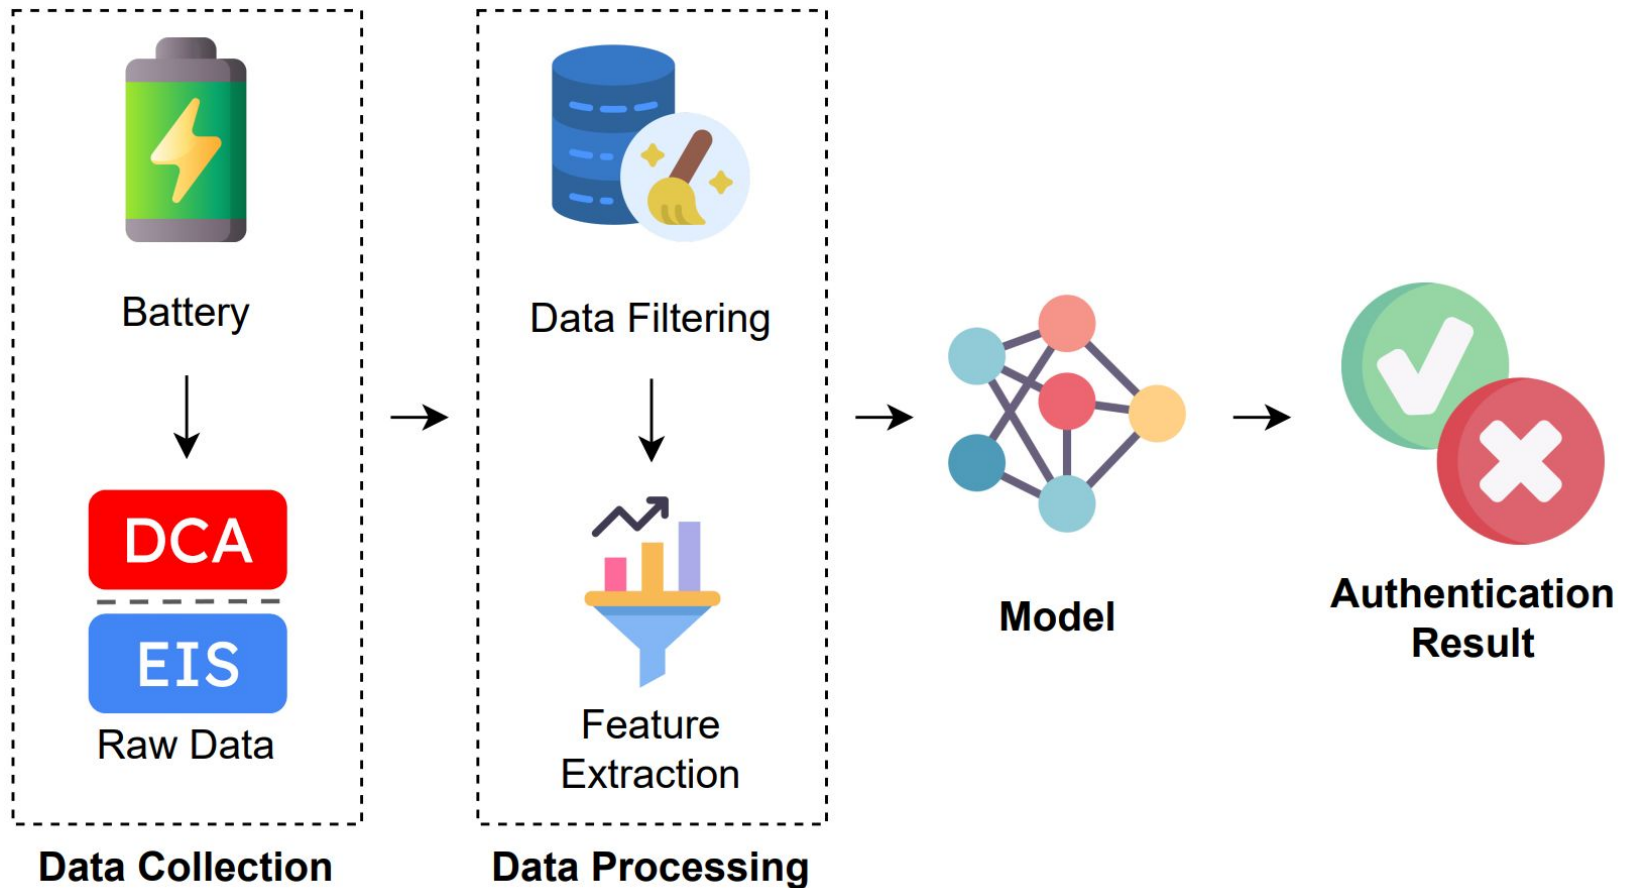 Battery
DCA
EIS
Raw Data
Data Collection
Data Filtering
Feature
Extraction
Data Processing
Model
Authentication
Result